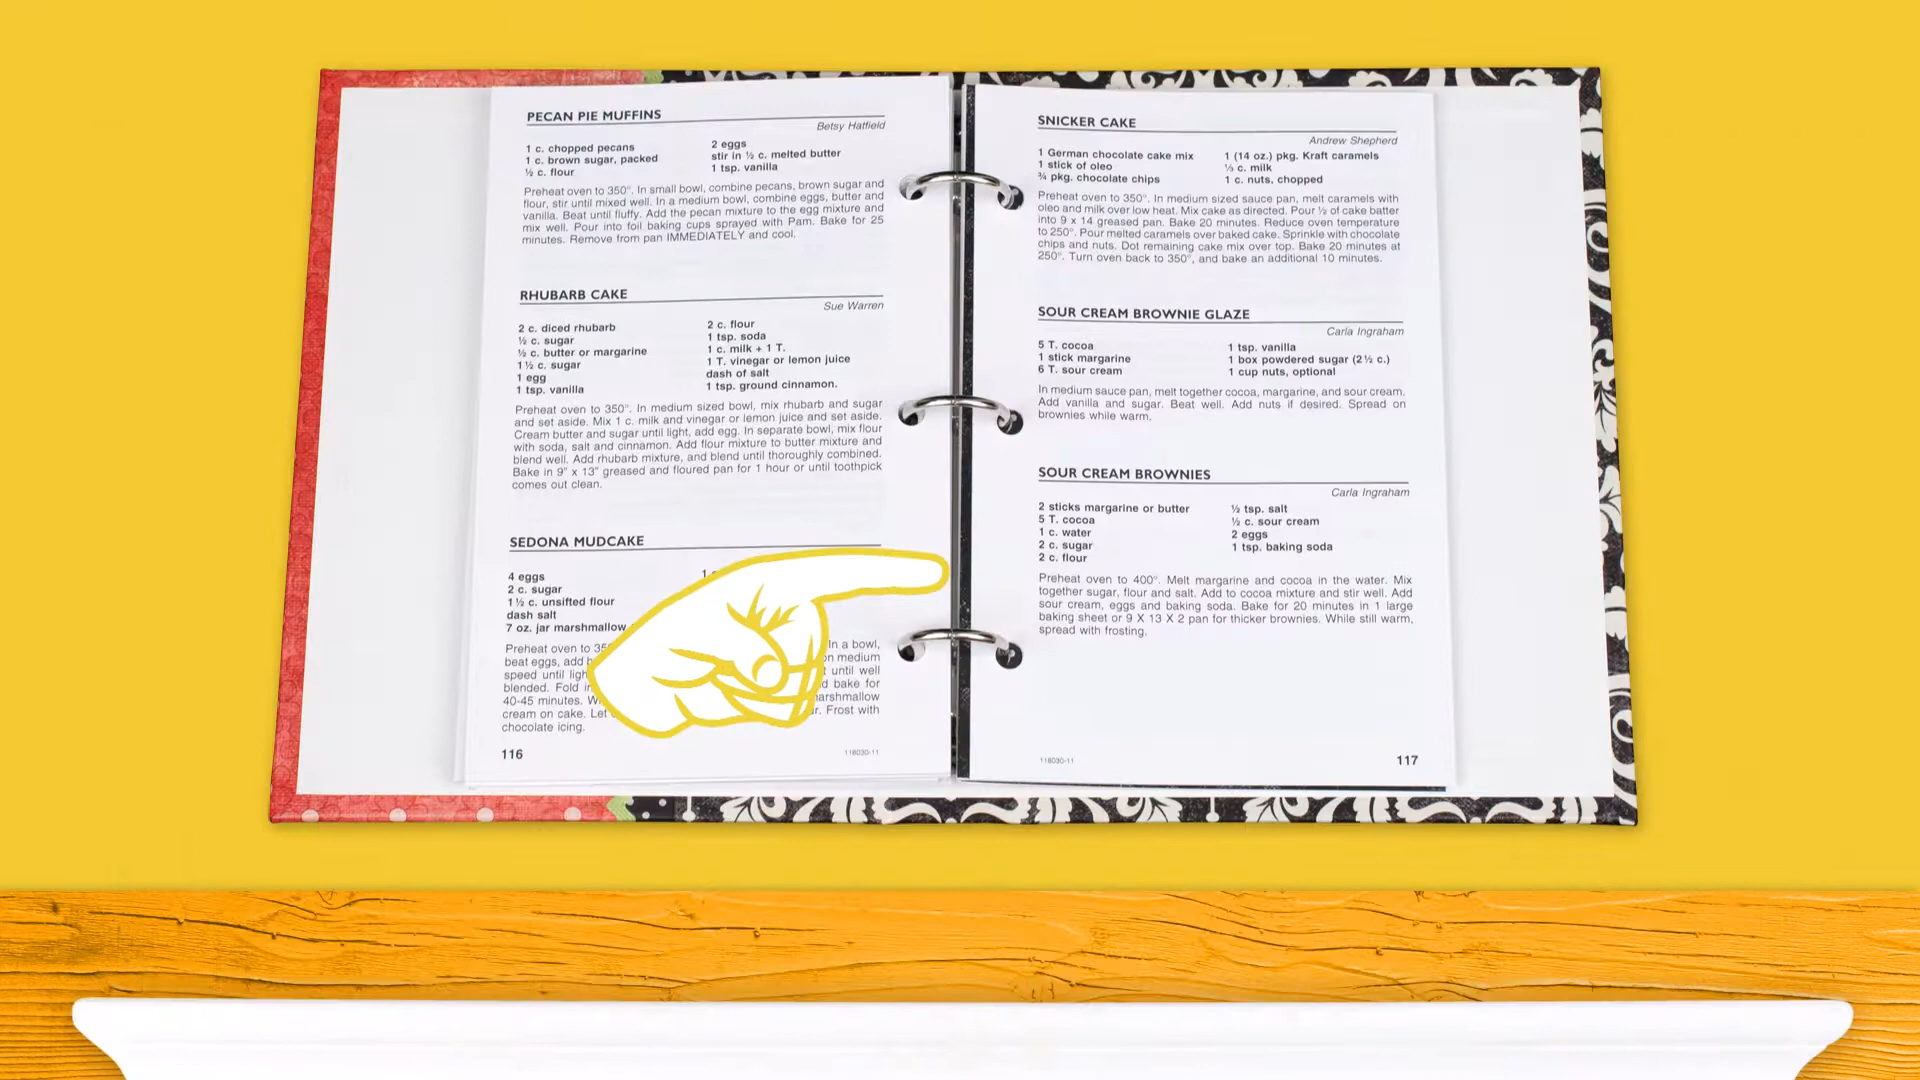 PECAN PIE MUFFINS
Betsy Hatfield
1 c. chopped pecans
1 c. brown sugar, packed
½ c. flour
2 eggs
stir in ½ c. melted butter
1 tsp. vanilla
Preheat oven to 350°. In small bowl, combine pecans, brown sugar and
flour, stir until mixed well. In a medium bowl, combine eggs, butter and
vanilla. Beat until fluffy. Add the pecan mixture to the egg mixture and
mix well. Pour into foil baking cups sprayed with Pam. Bake for 25
minutes. Remove from pan IMMEDIATELY and cool.
RHUBARB CAKE
Sue Warren
2 c. diced rhubarb
½ c. sugar
½ c. butter or margarine
1½ c. sugar
1 egg
1 tsp. vanilla
2 c. flour
1 tsp. soda
1 c. milk + 1 T.
1 T. vinegar or lemon juice
dash of salt
1 tsp. ground cinnamon.
Preheat oven to 350°. In medium sized bowl, mix rhubarb and sugar
and set aside. Mix 1 c. milk and vinegar or lemon juice and set aside.
Cream butter and sugar until light, add egg. In separate bowl, mix flour
with soda, salt and cinnamon. Add flour mixture to butter mixture and
blend well. Add rhubarb mixture, and blend until thoroughly combined.
Bake in 9" x 13" greased and floured pan for 1 hour or until toothpick
comes out clean.
SEDONA MUDCAKE
4 eggs
2 c. sugar
1½ c. unsifted flour
dash salt
7 oz. jar marshmallow
1
Preheat oven to In a bowl,
beat eggs, add medium
speed until until well
blended. Fold bake for
40-45 minutes. marshmallow
cream on cake. Let Frost with
chocolate icing.
116
118030-11
SNICKER CAKE
Andrew Shepherd
1 German chocolate cake mix
1 stick of oleo
¾ pkg. chocolate chips
1 (14 oz.) pkg. Kraft caramels
⅓ c. milk
1 c. nuts, chopped
Preheat oven to 350°. In medium sized sauce pan, melt caramels with
oleo and milk over low heat. Mix cake as directed. Pour ½ of cake batter
into 9 x 14 greased pan. Bake 20 minutes. Reduce oven temperature
to 250°. Pour melted caramels over baked cake. Sprinkle with chocolate
chips and nuts. Dot remaining cake mix over top. Bake 20 minutes at
250°. Turn oven back to 350°, and bake an additional 10 minutes.
SOUR CREAM BROWNIE GLAZE
Carla Ingraham
5 T. cocoa
1 stick margarine
6 T. sour cream
1 tsp. vanilla
1 box powdered sugar (2½ c.)
1 cup nuts, optional
In medium sauce pan, melt together cocoa, margarine, and sour cream.
Add vanilla and sugar. Beat well. Add nuts if desired. Spread on
brownies while warm.
SOUR CREAM BROWNIES
Carla Ingraham
2 sticks margarine or butter
5 T. cocoa
1 c. water
2 c. sugar
2 c. flour
½ tsp. salt
½ c. sour cream
2 eggs
1 tsp. baking soda
Preheat oven to 400°. Melt margarine and cocoa in the water. Mix
together sugar, flour and salt. Add to cocoa mixture and stir well. Add
sour cream, eggs and baking soda. Bake for 20 minutes in 1 large
baking sheet or 9 X 13 X 2 pan for thicker brownies. While still warm,
spread with frosting.
118030-11
117